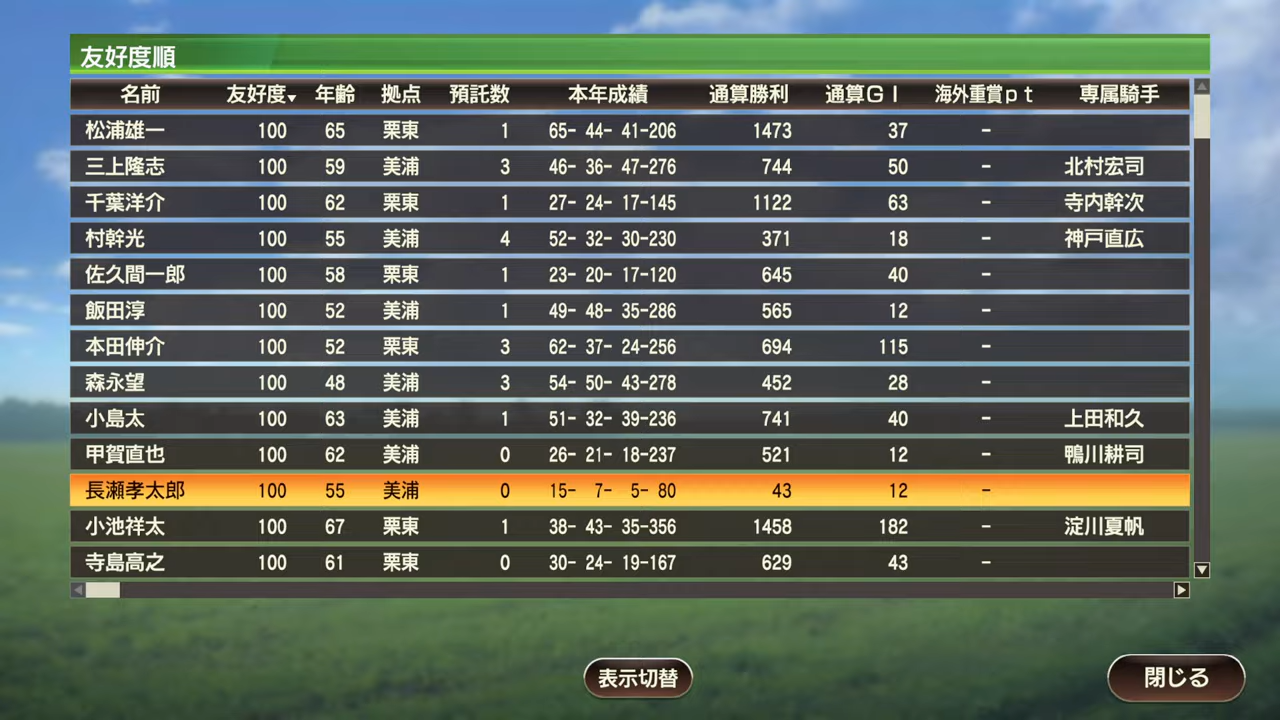 友好度順
名前 友好度▼ 年齢 拠点 預託数 本年成績 通算勝利 通算GⅠ 海外重賞pt 専属騎手
松浦雄一 100 65 栗東 1 65- 44- 41-206 1473 37 -
三上隆志 100 59 美浦 3 46- 36- 47-276 744 50 - 北村宏司
千葉洋介 100 62 栗東 1 27- 24- 17-145 1122 63 - 寺内幹次
村幹光 100 55 美浦 4 52- 32- 30-230 371 18 - 神戸直広
佐久間一郎 100 58 栗東 1 23- 20- 17-120 645 40 -
飯田淳 100 52 美浦 1 49- 48- 35-286 565 12 -
本田伸介 100 52 栗東 3 62- 37- 24-256 694 115 -
森永望 100 48 美浦 3 54- 50- 43-278 452 28 -
小島太 100 63 美浦 1 51- 32- 39-236 741 40 - 上田和久
甲賀直也 100 62 美浦 0 26- 21- 18-237 521 12 - 鴨川耕司
長瀬孝太郎 100 55 美浦 0 15- 7- 5- 80 43 12 -
小池祥太 100 67 栗東 1 38- 43- 35-356 1458 182 - 淀川夏帆
寺島高之 100 61 栗東 0 30- 24- 19-167 629 43 -
表示切替
閉じる